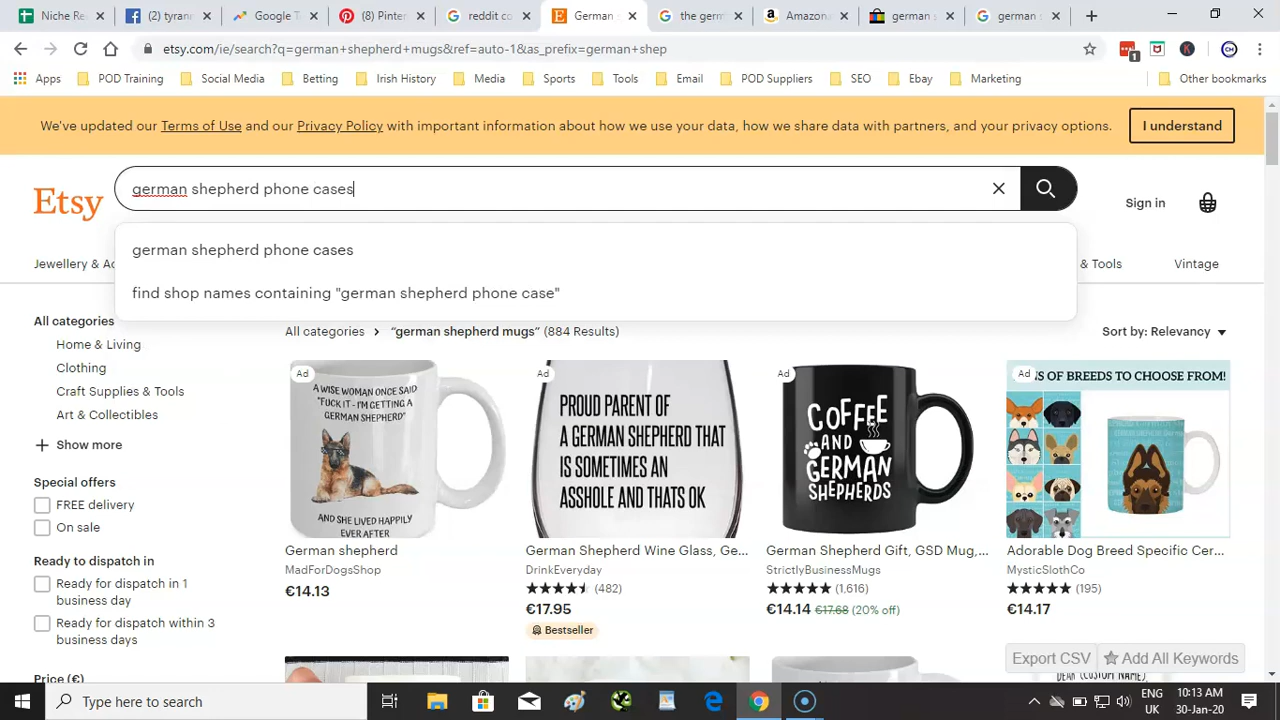 Niche Re
(2) tyrann
Google T
(8) Pinter
reddit co
German s
the germ
Amazon.
german s
german s
etsy.com/ie/search?q=german+shepherd+mugs&ref=auto-1&as_prefix=german+shep
1
CH
Apps
POD Training
Social Media
Betting
Irish History
Media
Sports
Tools
Email
POD Suppliers
SEO
Ebay
Marketing
Other bookmarks
We've updated our Terms of Use and our Privacy Policy with important information about how we use your data, how we share data with partners, and your privacy options.
I understand
Etsy
german shepherd phone cases
Sign in
german shepherd phone cases
find shop names containing "german shepherd phone case"
Jewellery & Ac
& Tools
Vintage
All categories
Home & Living
Clothing
Craft Supplies & Tools
Art & Collectibles
Show more
Special offers
FREE delivery
On sale
Ready to dispatch in
Ready for dispatch in 1
business day
Ready for dispatch within 3
business days
Price (€)
All categories > “german shepherd mugs” (884 Results)
Sort by: Relevancy
Ad
A WISE WOMAN ONCE SAID
"FUCK IT - I'M GETTING A
GERMAN SHEPHERD"
AND SHE LIVED HAPPILY
EVER AFTER
German shepherd
MadForDogsShop
€14.13
Ad
PROUD PARENT OF
A GERMAN SHEPHERD THAT
IS SOMETIMES AN
ASSHOLE AND THATS OK
German Shepherd Wine Glass, Ge...
DrinkEveryday
(482)
€17.95
Bestseller
Ad
COFFEE
AND
GERMAN
SHEPHERDS
German Shepherd Gift, GSD Mug,...
StrictlyBusinessMugs
(1,616)
€14.14 €17.68 (20% off)
Ad
S OF BREEDS TO CHOOSE FROM!
Adorable Dog Breed Specific Cer...
MysticSlothCo
(195)
€14.17
Export CSV
Add All Keywords
DEAR (CUSTOM NAME),
Type here to search
ENG
UK
10:13 AM
30-Jan-20